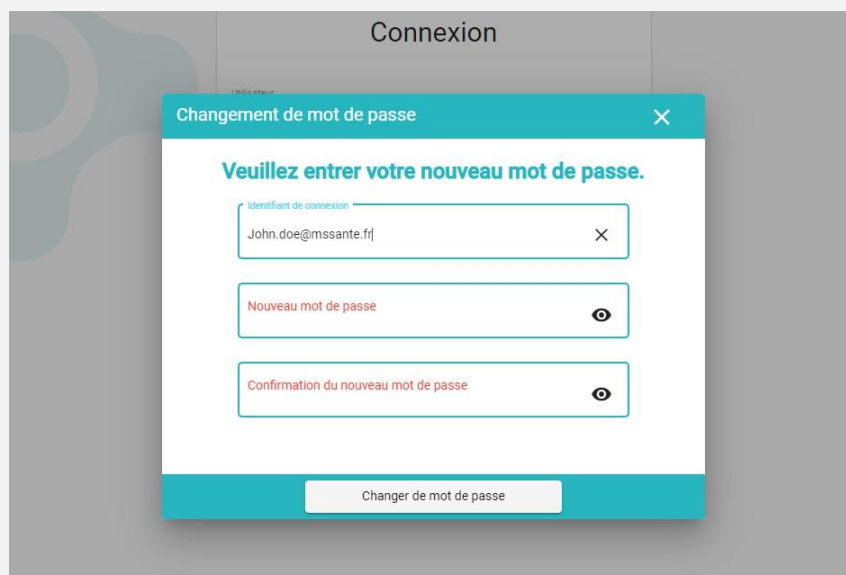 Connexion
Utilisateur
Changement de mot de passe
Veuillez entrer votre nouveau mot de passe.
Identifiant de connexion
John.doe@mssante.fr
Nouveau mot de passe
Confirmation du nouveau mot de passe
Changer de mot de passe